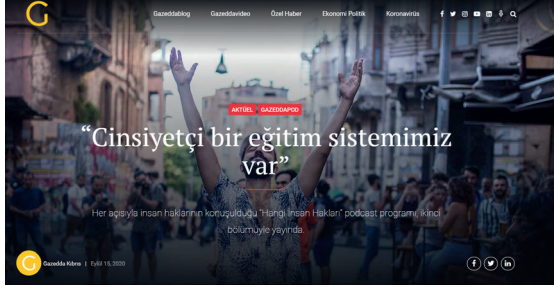 G
Gazeddablog Gazeddavideo Özel Haber Ekonomi Politik Koronavirüs
AKTÜEL GAZEDDAPOD
“Cinsiyetçi bir eğitim sistemimiz
var”
Her açısıyla insan haklarının konuşulduğu "Hangi İnsan Hakları" podcast programı, ikinci
bölümüyle yayında.
G Gazedda Kıbrıs | Eylül 15, 2020